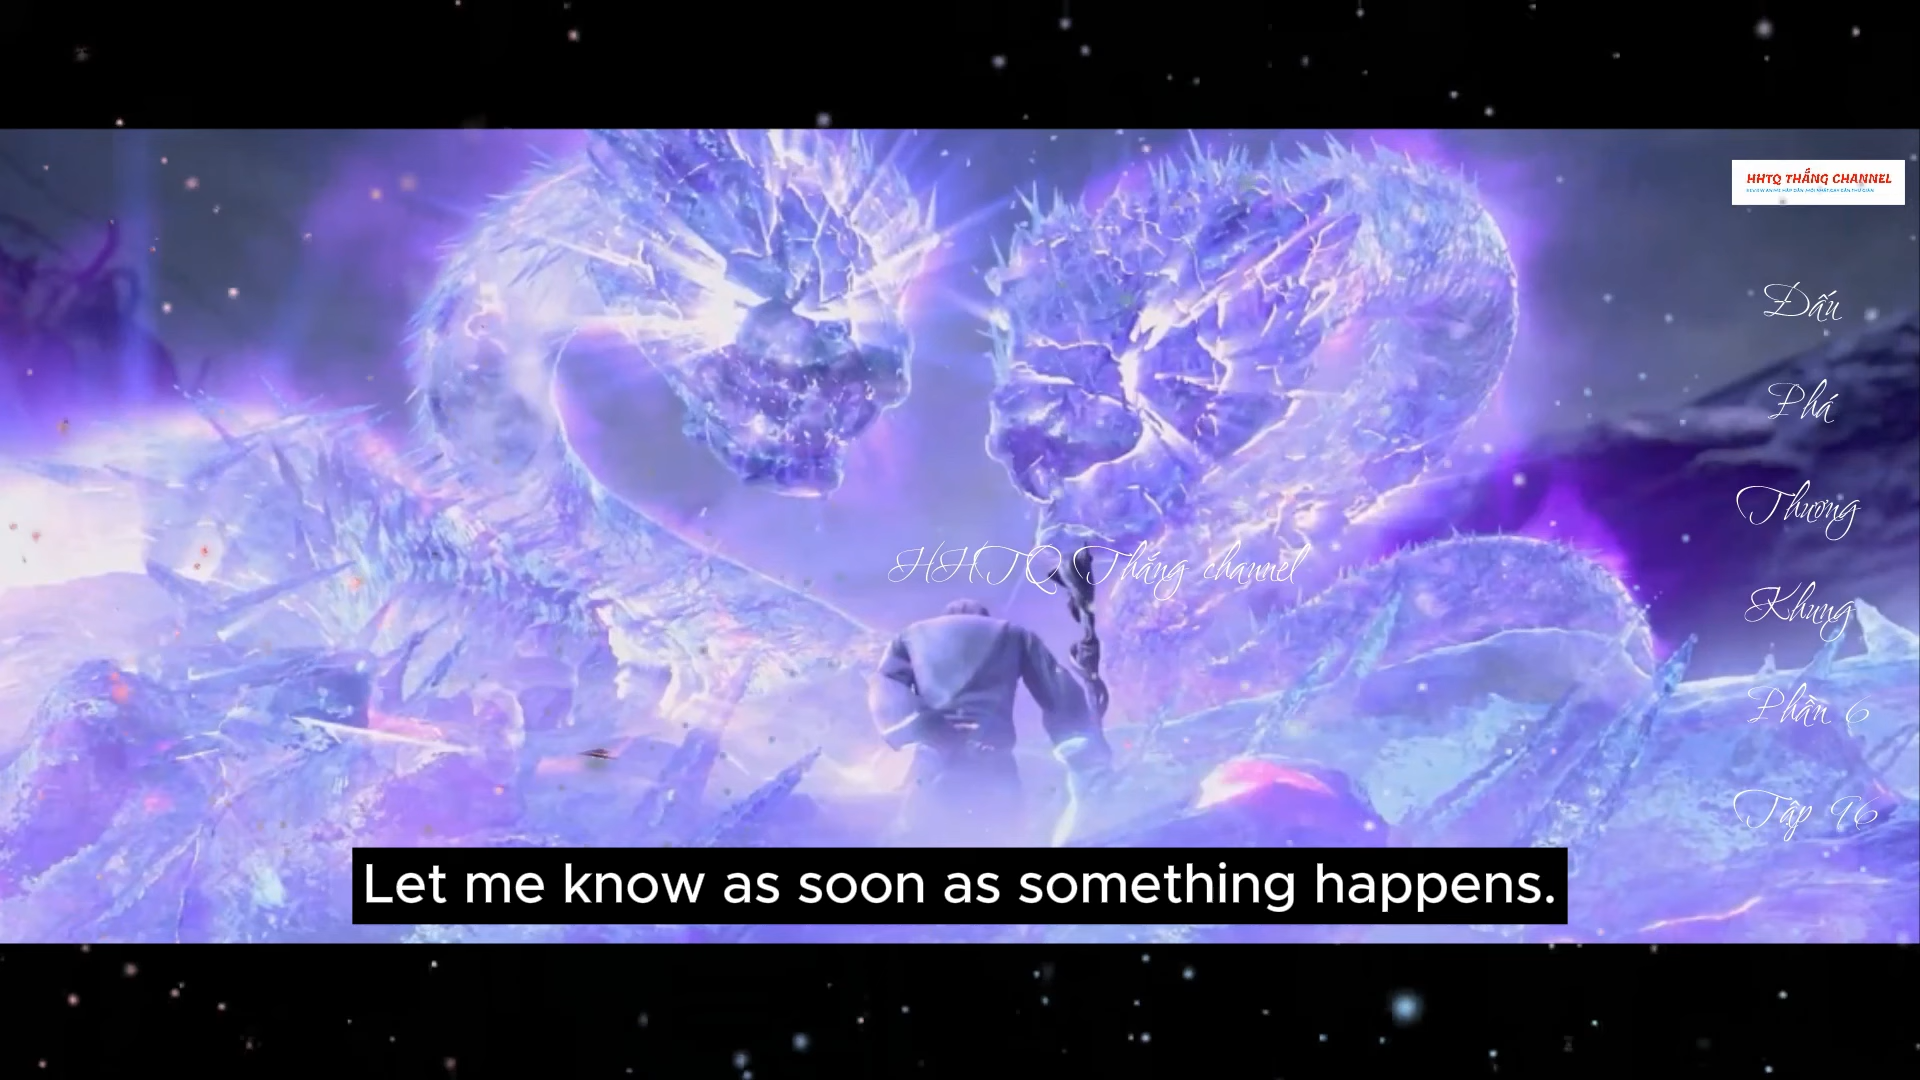 HHTQ THẮNG CHANNEL
Đấu
Phá
Thương
Khung
Phần 6
Tập 96
HHTQ Thắng channel
Let me know as soon as something happens.